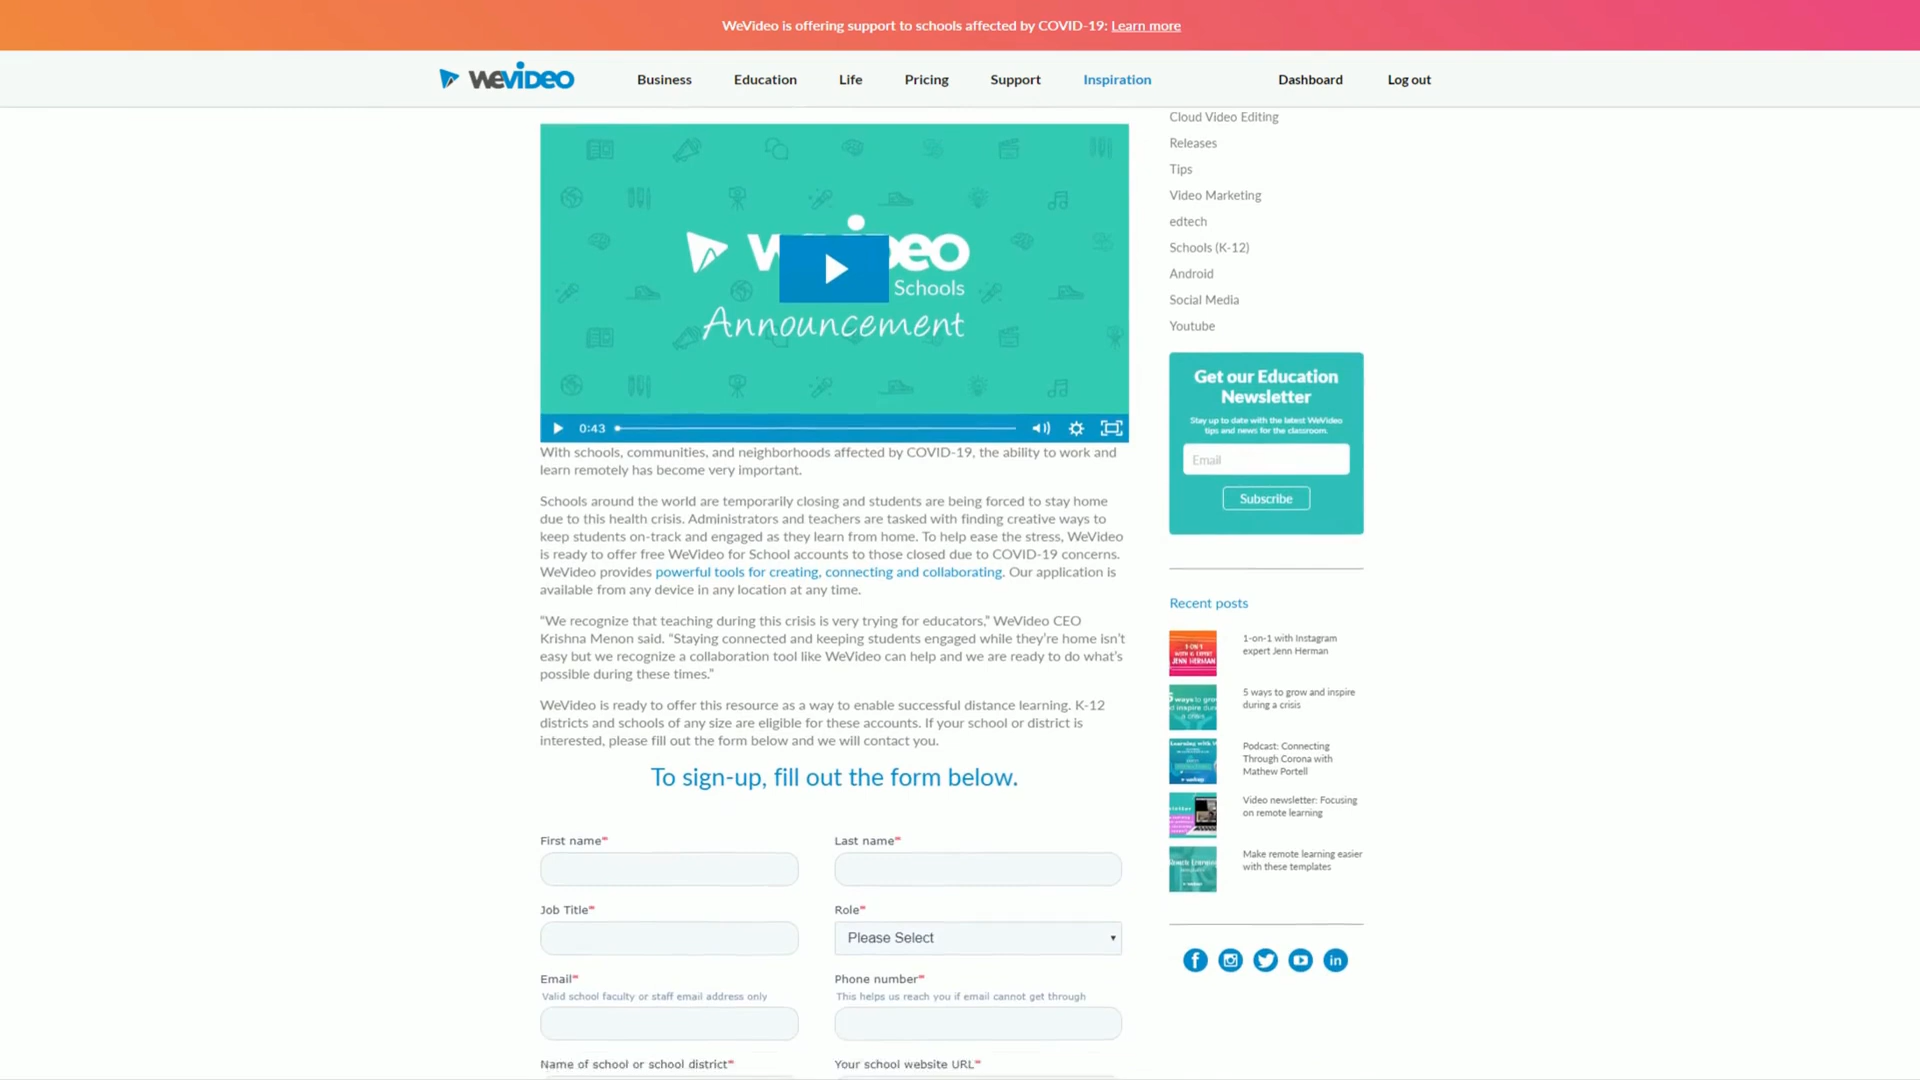 WeVideo is offering support to schools affected by COVID-19: Learn more
WEVIDEO
Business
Education
Life
Pricing
Support
Inspiration
Dashboard
Log out
Schools
Announcement
0:43
With schools, communities, and neighborhoods affected by COVID-19, the ability to work and
learn remotely has become very important.
Schools around the world are temporarily closing and students are being forced to stay home
due to this health crisis. Administrators and teachers are tasked with finding creative ways to
keep students on-track and engaged as they learn from home. To help ease the stress, WeVideo
is ready to offer free WeVideo for School accounts to those closed due to COVID-19 concerns.
WeVideo provides powerful tools for creating, connecting and collaborating. Our application is
available from any device in any location at any time.
“We recognize that teaching during this crisis is very trying for educators,” WeVideo CEO
Krishna Menon said. “Staying connected and keeping students engaged while they’re home isn’t
easy but we recognize a collaboration tool like WeVideo can help and we are ready to do what’s
possible during these times.”
WeVideo is ready to offer this resource as a way to enable successful distance learning. K-12
districts and schools of any size are eligible for these accounts. If your school or district is
interested, please fill out the form below and we will contact you.
To sign-up, fill out the form below.
First name*
Last name*
Job Title*
Role*
Please Select
Email*
Valid school faculty or staff email address only
Phone number*
This helps us reach you if email cannot get through
Name of school or school district*
Your school website URL*
Cloud Video Editing
Releases
Tips
Video Marketing
edtech
Schools (K-12)
Android
Social Media
Youtube
Get our Education
Newsletter
Stay up to date with the latest WeVideo
tips and news for the classroom.
Email
Subscribe
Recent posts
1-on-1 with Instagram
expert Jenn Herman
5 ways to grow and inspire
during a crisis
Podcast: Connecting
Through Corona with
Mathew Portell
Video newsletter: Focusing
on remote learning
Make remote learning easier
with these templates